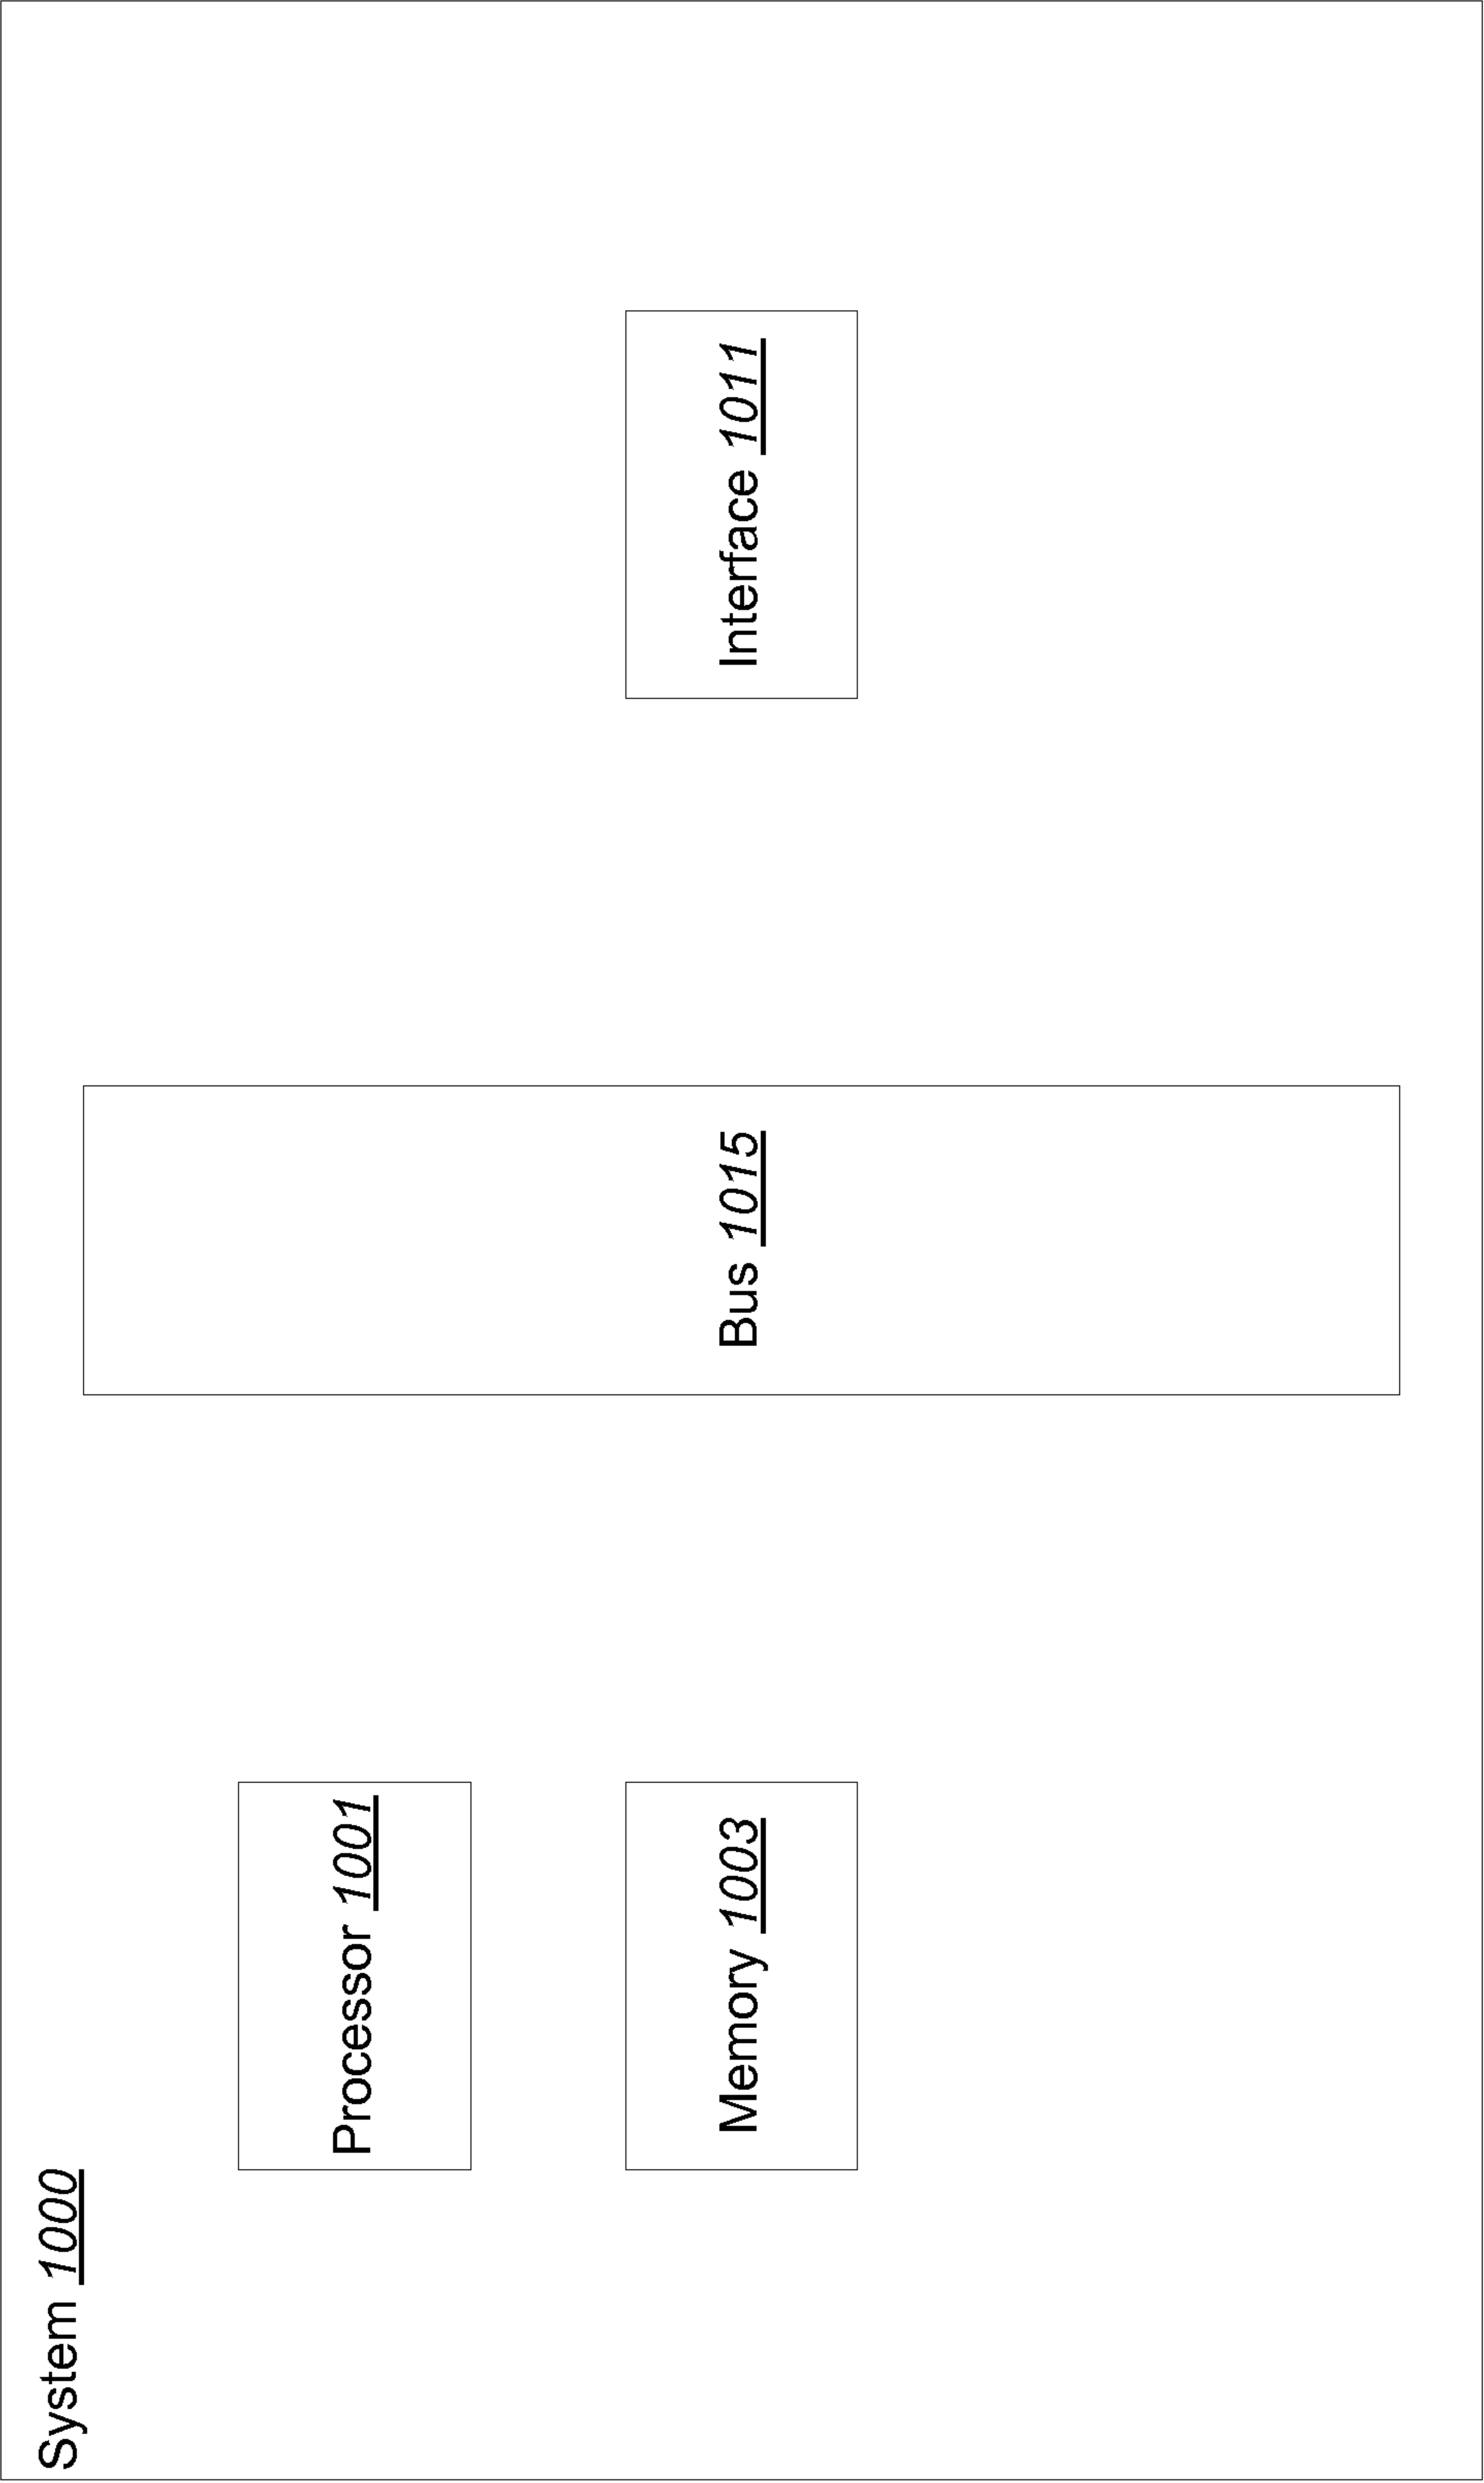 System 1000
Processor 1001
Memory 1003
Bus 1015
Interface 1011